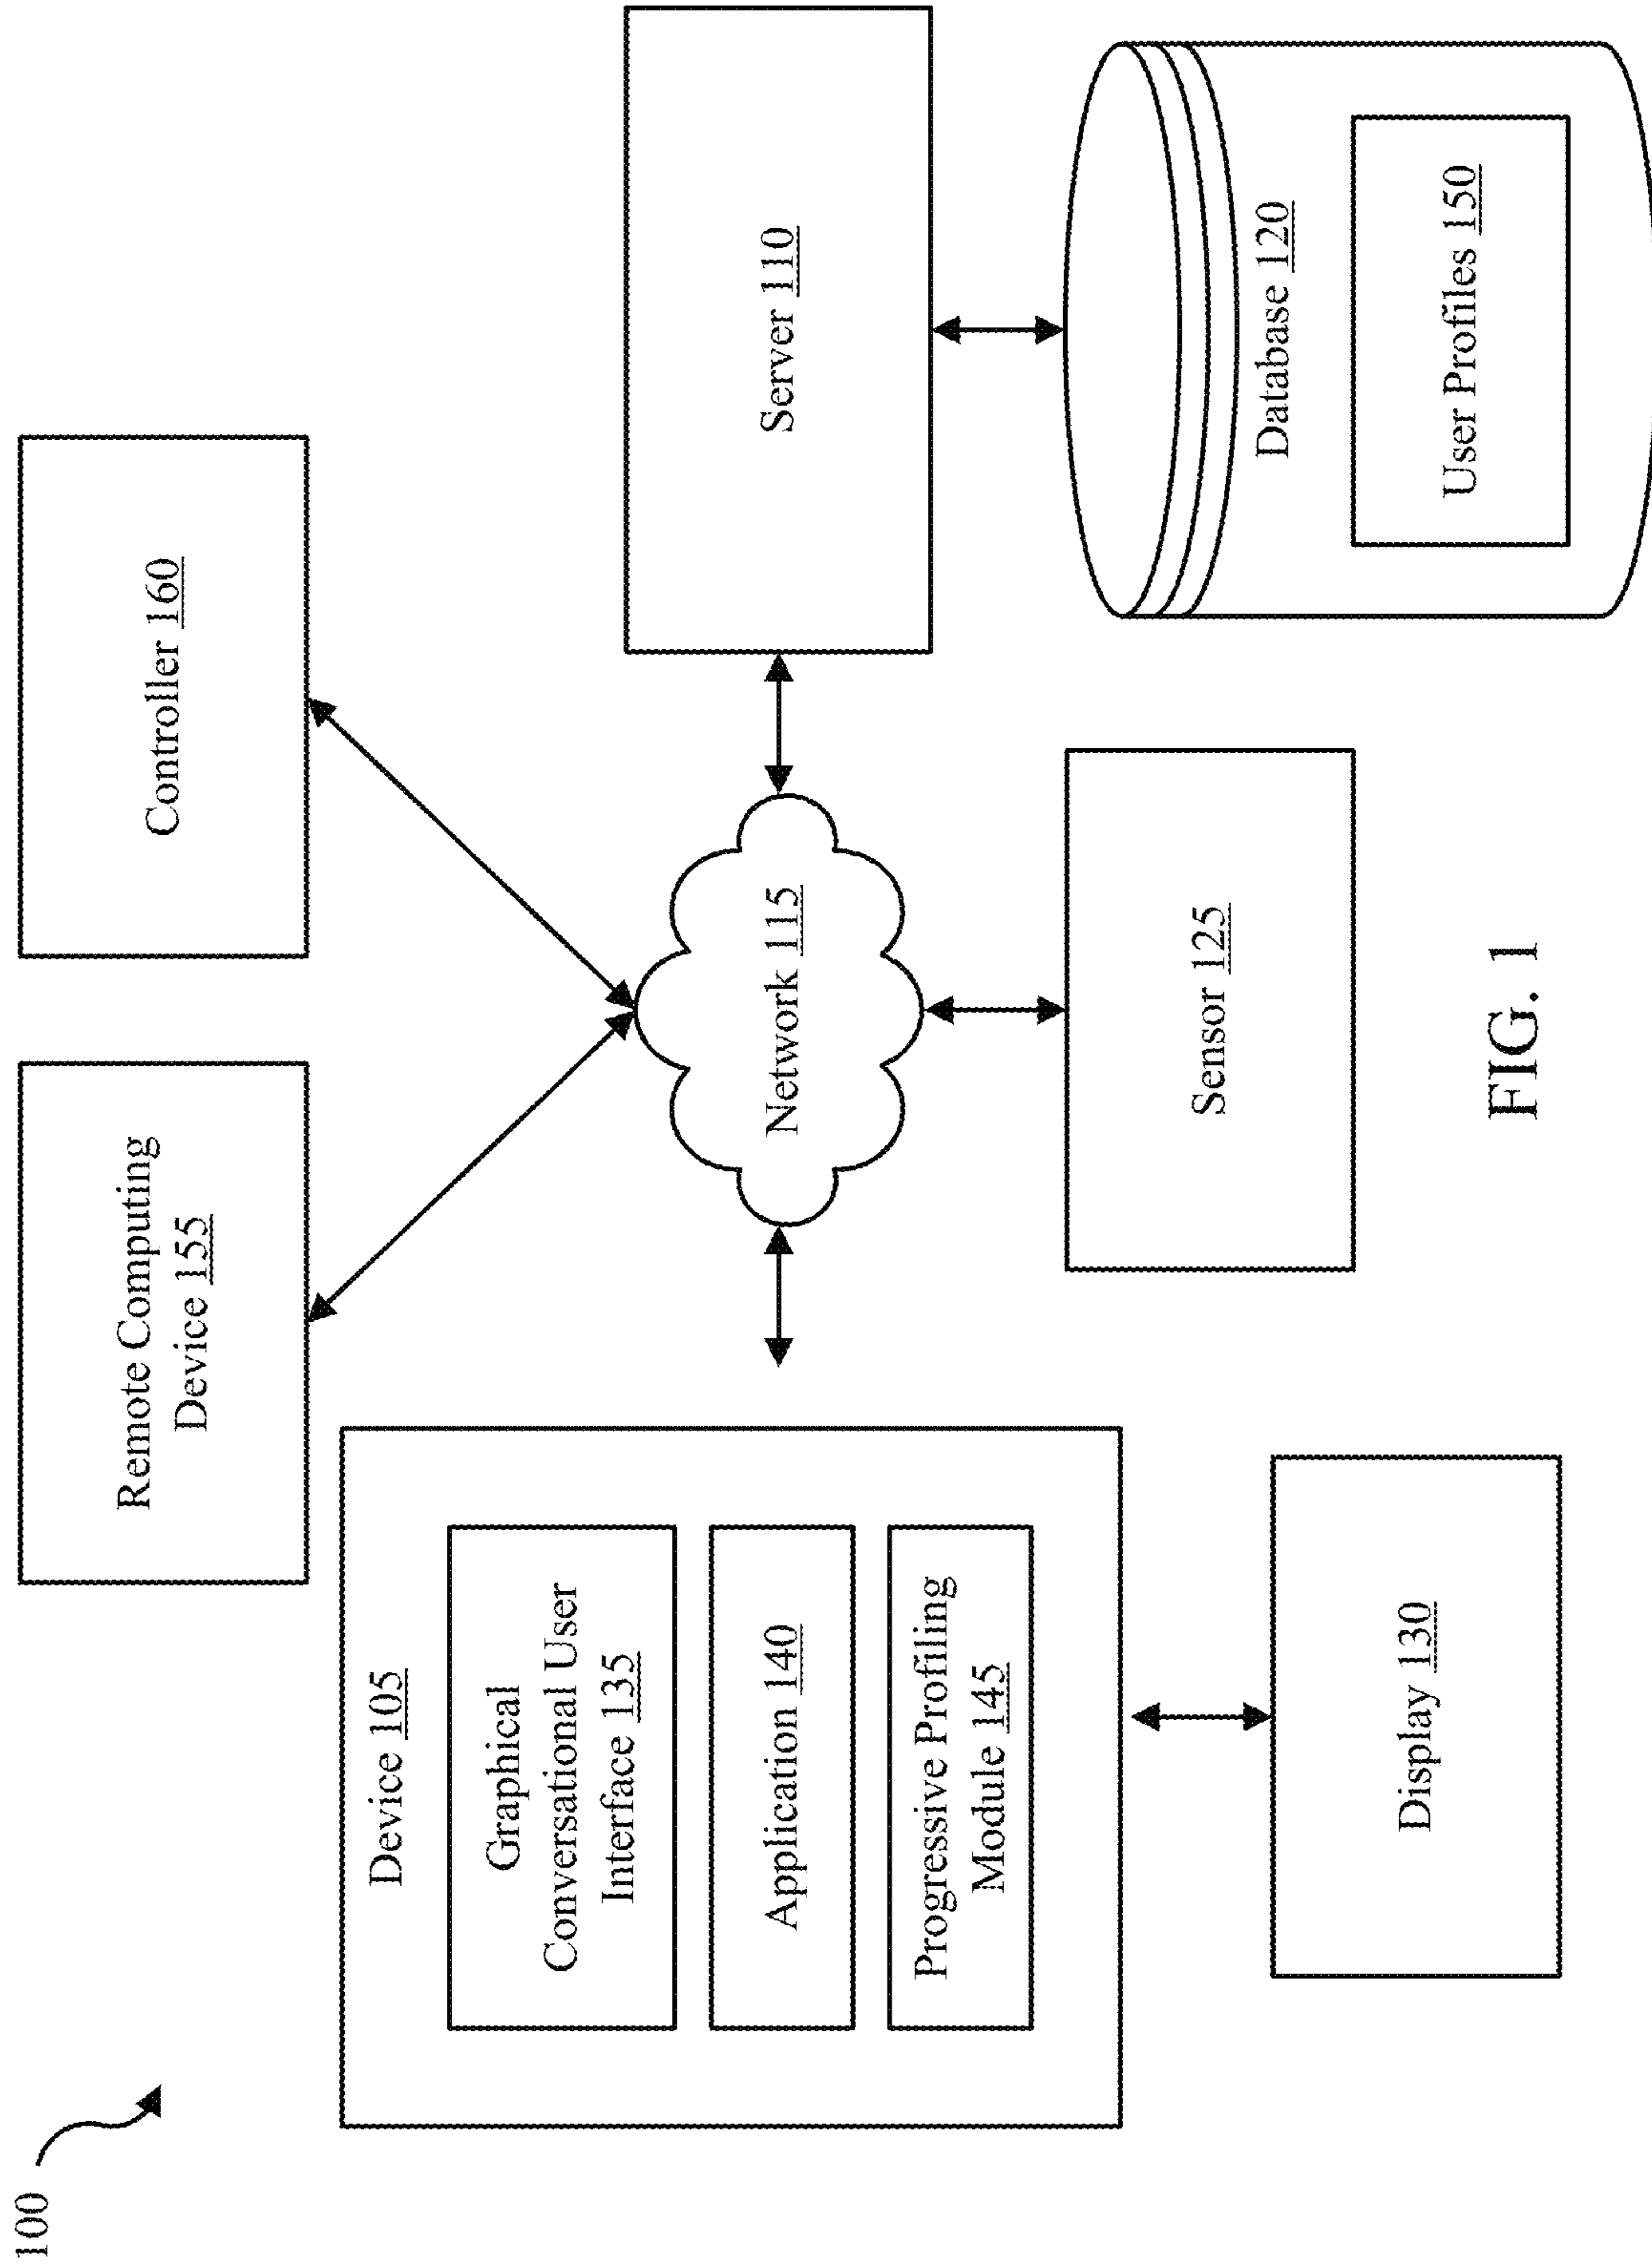 100
Remote Computing
Device 155
Controller 160
Device 105
Graphical
Conversational User
Interface 135
Application 140
Progressive Profiling
Module 145
Network 115
Server 110
Display 130
Sensor 125
Database 120
User Profiles 150
FIG. 1